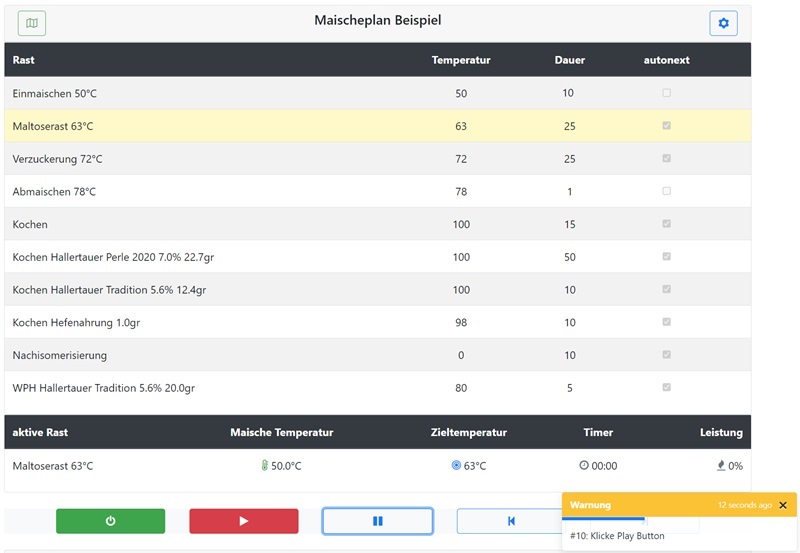 Maischeplan Beispiel
Rast Temperatur Dauer autonext
Einmaischen 50°C 50 10
Maltoserast 63°C 63 25
Verzuckerung 72°C 72 25
Abmaischen 78°C 78 1
Kochen 100 15
Kochen Hallertauer Perle 2020 7.0% 22.7gr 100 50
Kochen Hallertauer Tradition 5.6% 12.4gr 100 10
Kochen Hefenahrung 1.0gr 98 10
Nachisomerisierung 0 10
WPH Hallertauer Tradition 5.6% 20.0gr 80 5
aktive Rast Maische Temperatur Zieltemperatur Timer Leistung
Maltoserast 63°C 50.0°C 63°C 00:00 0%
Warnung 12 seconds ago
#10: Klicke Play Button